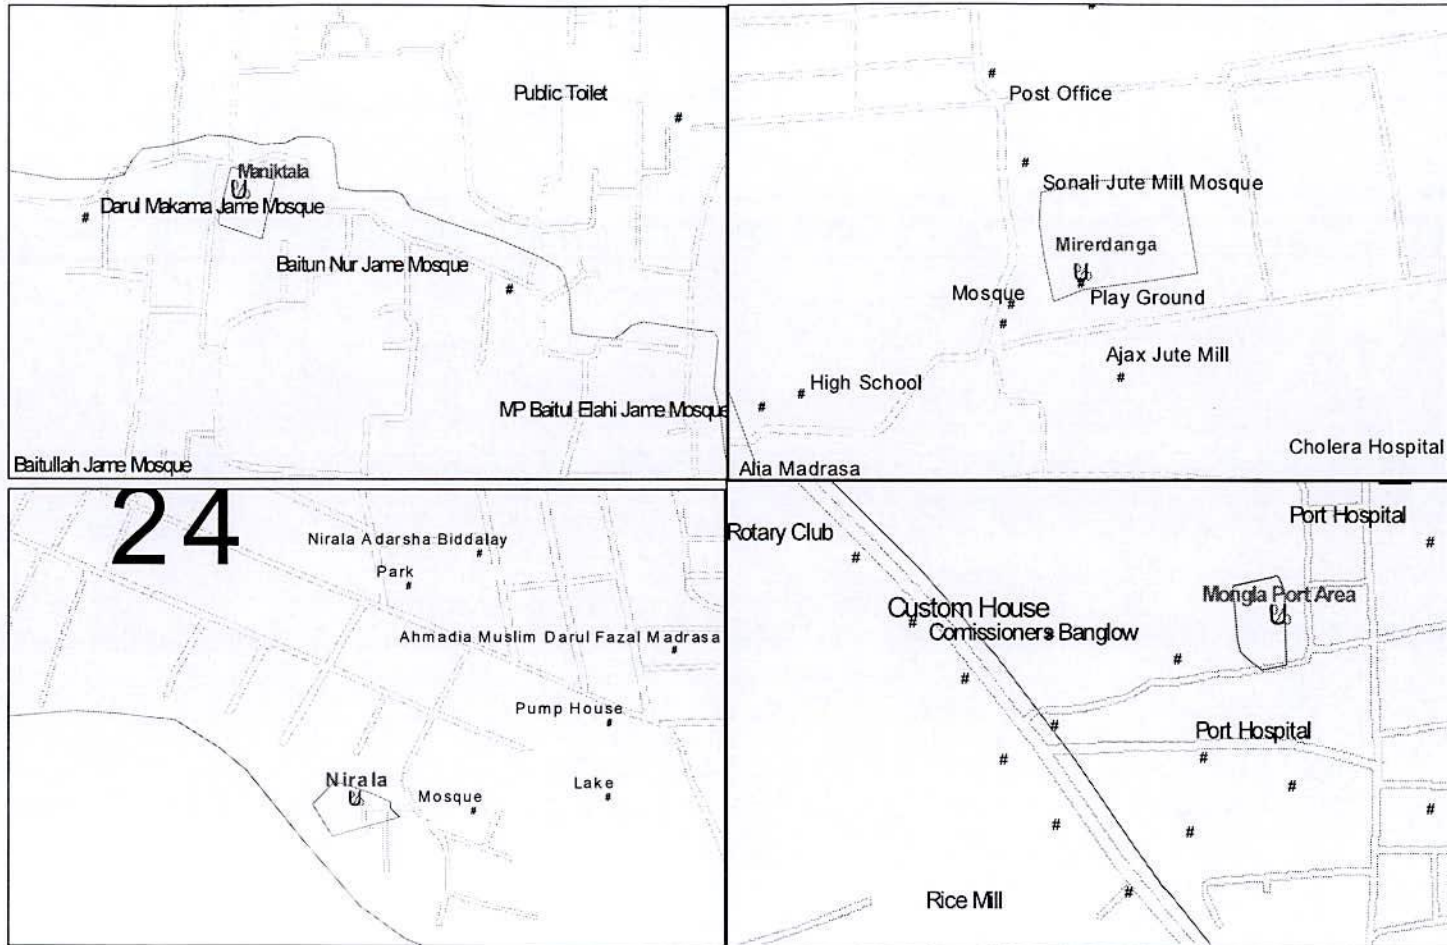 Public Toilet
Maniktala
Darul Makama Jame Mosque
Baitun Nur Jame Mosque
MP Baitul Elahi Jame Mosque
Baitullah Jame Mosque
Post Office
Sonali Jute Mill Mosque
Mirerdanga
Mosque
Play Ground
Ajax Jute Mill
High School
Cholera Hospital
Alia Madrasa
24
Nirala Adarsha Biddalay
Park
Ahmadia Muslim Darul Fazal Madrasa
Pump House
Nirala
Lake
Mosque
Port Hospital
Rotary Club
Mongla Port Area
Custom House
Comissioners Banglow
Port Hospital
Rice Mill